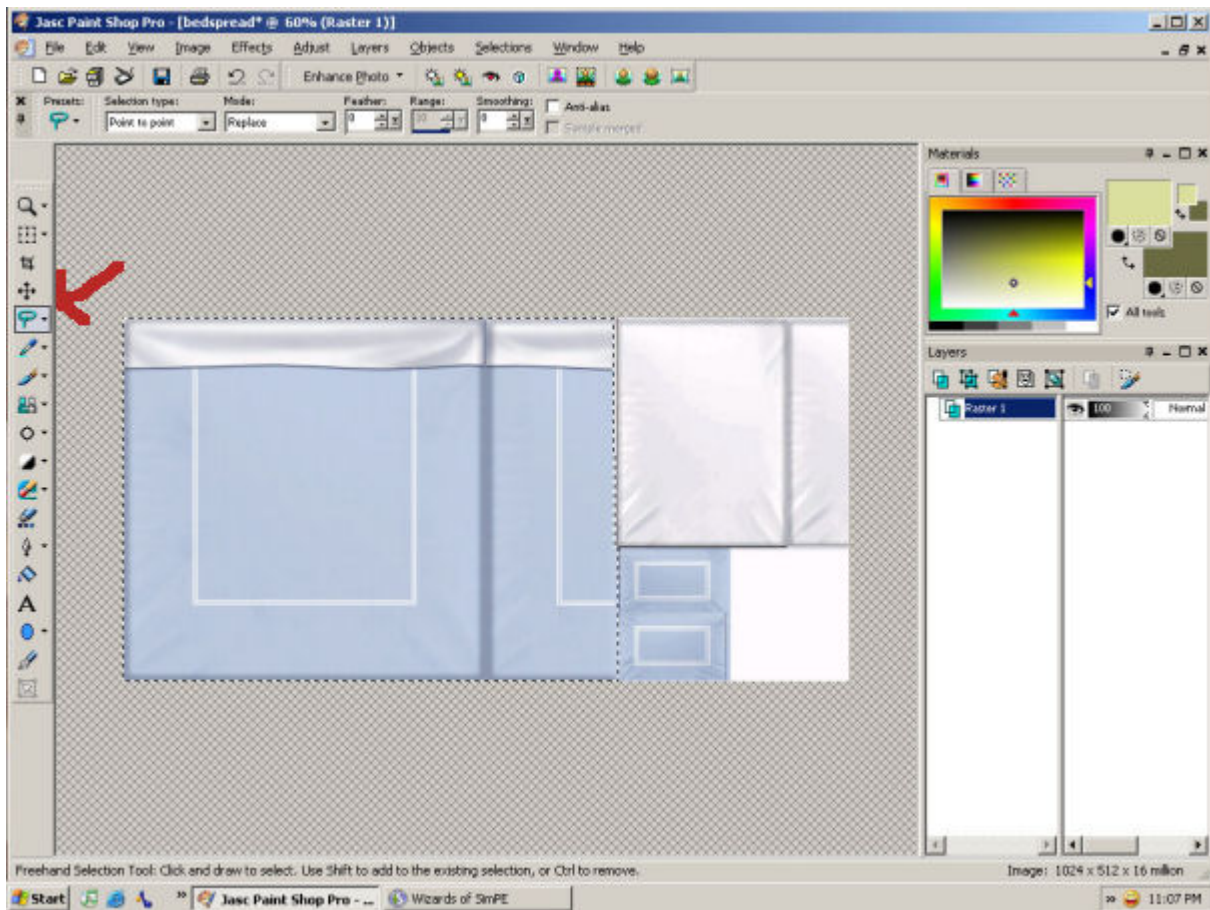 Jasc Paint Shop Pro - [bedspread* @ 60% (Raster 1)]
File Edit View Image Effects Adjust Layers Objects Selections Window Help
Enhance Photo
Presets: Selection type: Mode: Feather: Range: Smoothing: Anti-alias
Point to point Replace 0 10 0 Sample merged
Materials
All tools
Layers
Raster 1 100 Normal
A
Freehand Selection Tool: Click and draw to select. Use Shift to add to the existing selection, or Ctrl to remove. Image: 1024 x 512 x 16 million
Start Jasc Paint Shop Pro - ... Wizards of SimPE 11:07 PM